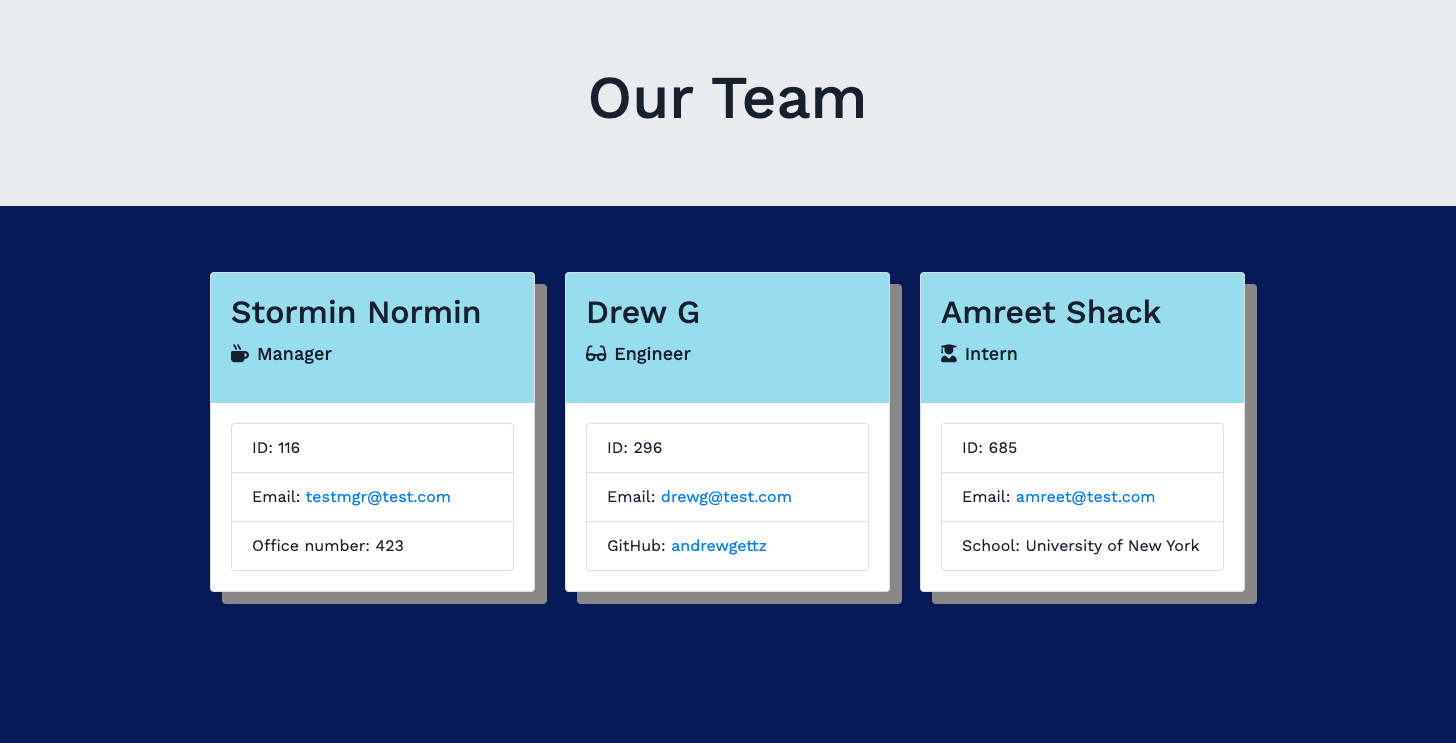 Our Team
Stormin Normin
Manager
ID: 116
Email: testmgr@test.com
Office number: 423
Drew G
Engineer
ID: 296
Email: drewg@test.com
GitHub: andrewgettz
Amreet Shack
Intern
ID: 685
Email: amreet@test.com
School: University of New York